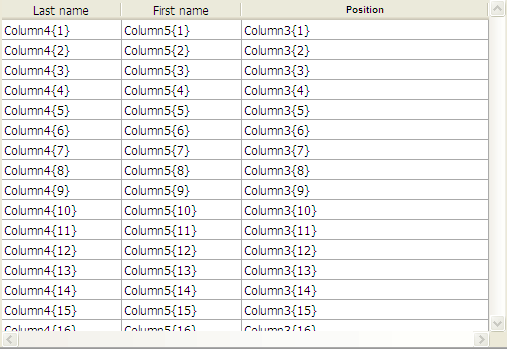 Last name First name Position
Column4{1} Column5{1} Column3{1}
Column4{2} Column5{2} Column3{2}
Column4{3} Column5{3} Column3{3}
Column4{4} Column5{4} Column3{4}
Column4{5} Column5{5} Column3{5}
Column4{6} Column5{6} Column3{6}
Column4{7} Column5{7} Column3{7}
Column4{8} Column5{8} Column3{8}
Column4{9} Column5{9} Column3{9}
Column4{10} Column5{10} Column3{10}
Column4{11} Column5{11} Column3{11}
Column4{12} Column5{12} Column3{12}
Column4{13} Column5{13} Column3{13}
Column4{14} Column5{14} Column3{14}
Column4{15} Column5{15} Column3{15}
Column4{16} Column5{16} Column3{16}